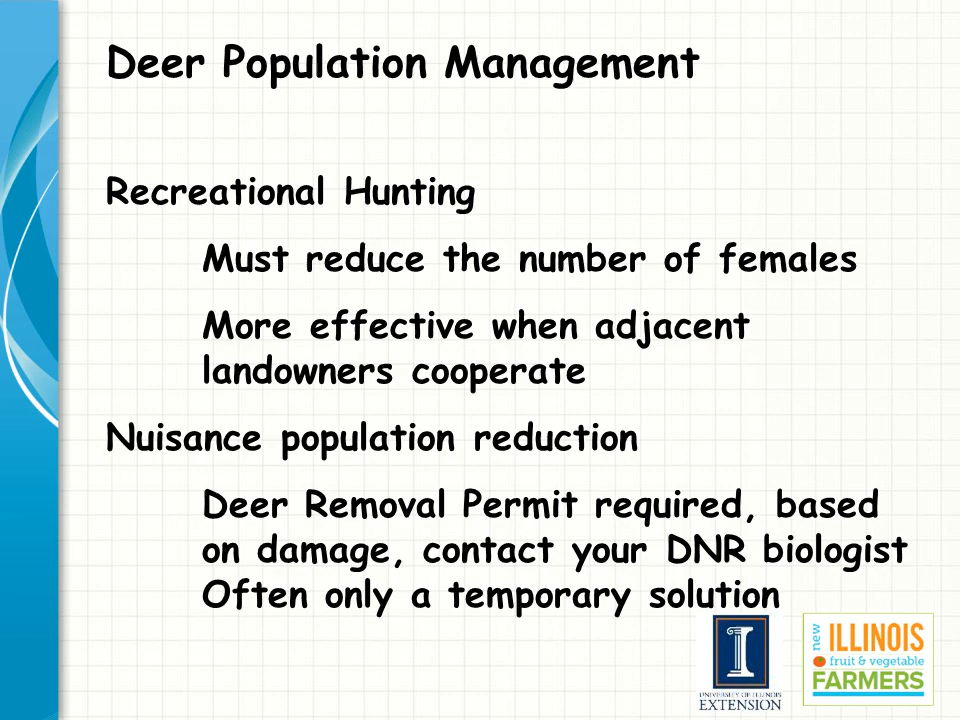 Deer Population Management
Recreational Hunting
Must reduce the number of females
More effective when adjacent
landowners cooperate
Nuisance population reduction
Deer Removal Permit required, based
on damage, contact your DNR biologist
Often only a temporary solution
I
UNIVERSITY OF ILLINOIS
EXTENSION
new
ILLINOIS
fruit & vegetable
FARMERS